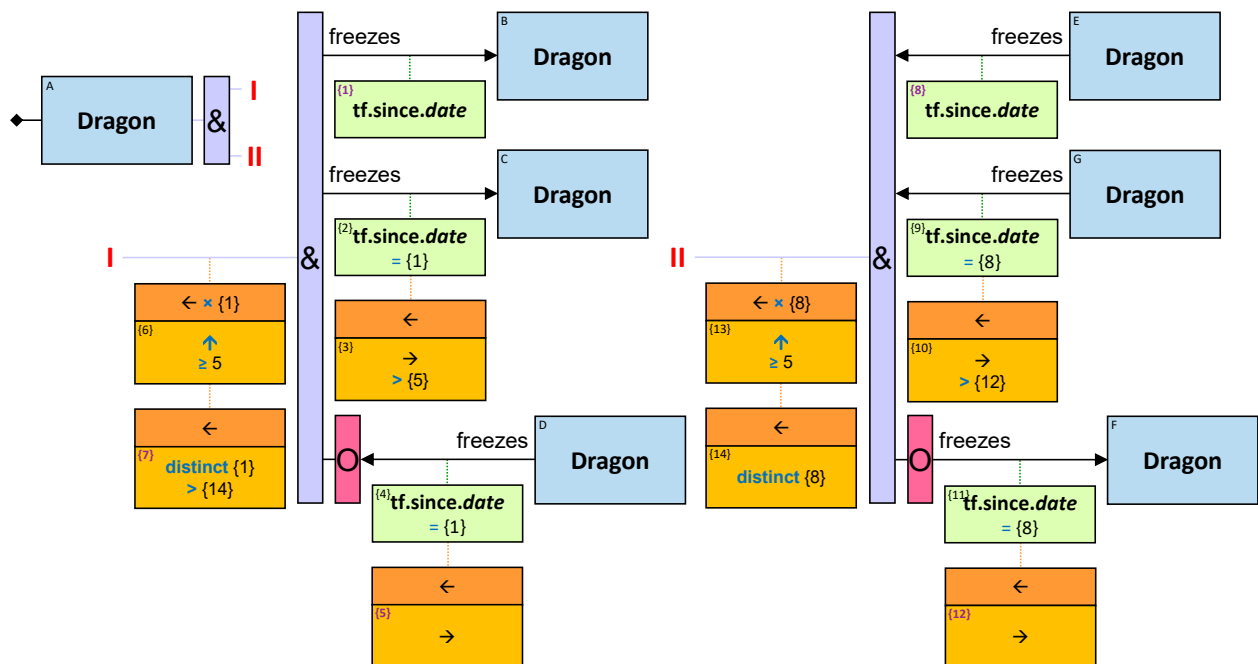 A
Dragon
&
I
II
I
&
freezes
B
Dragon
{1}
tf.since.date
freezes
C
Dragon
{2}
tf.since.date
= {1}
←
{3}
→
> {5}
← × {1}
{6}
↑
≥ 5
←
{7}
distinct {1}
> {14}
O
freezes
D
Dragon
{4}
tf.since.date
= {1}
←
{5}
→
II
&
freezes
E
Dragon
{8}
tf.since.date
freezes
G
Dragon
{9}
tf.since.date
= {8}
←
{10}
→
> {12}
← × {8}
{13}
↑
≥ 5
←
{14}
distinct {8}
O
freezes
F
Dragon
{11}
tf.since.date
= {8}
←
{12}
→